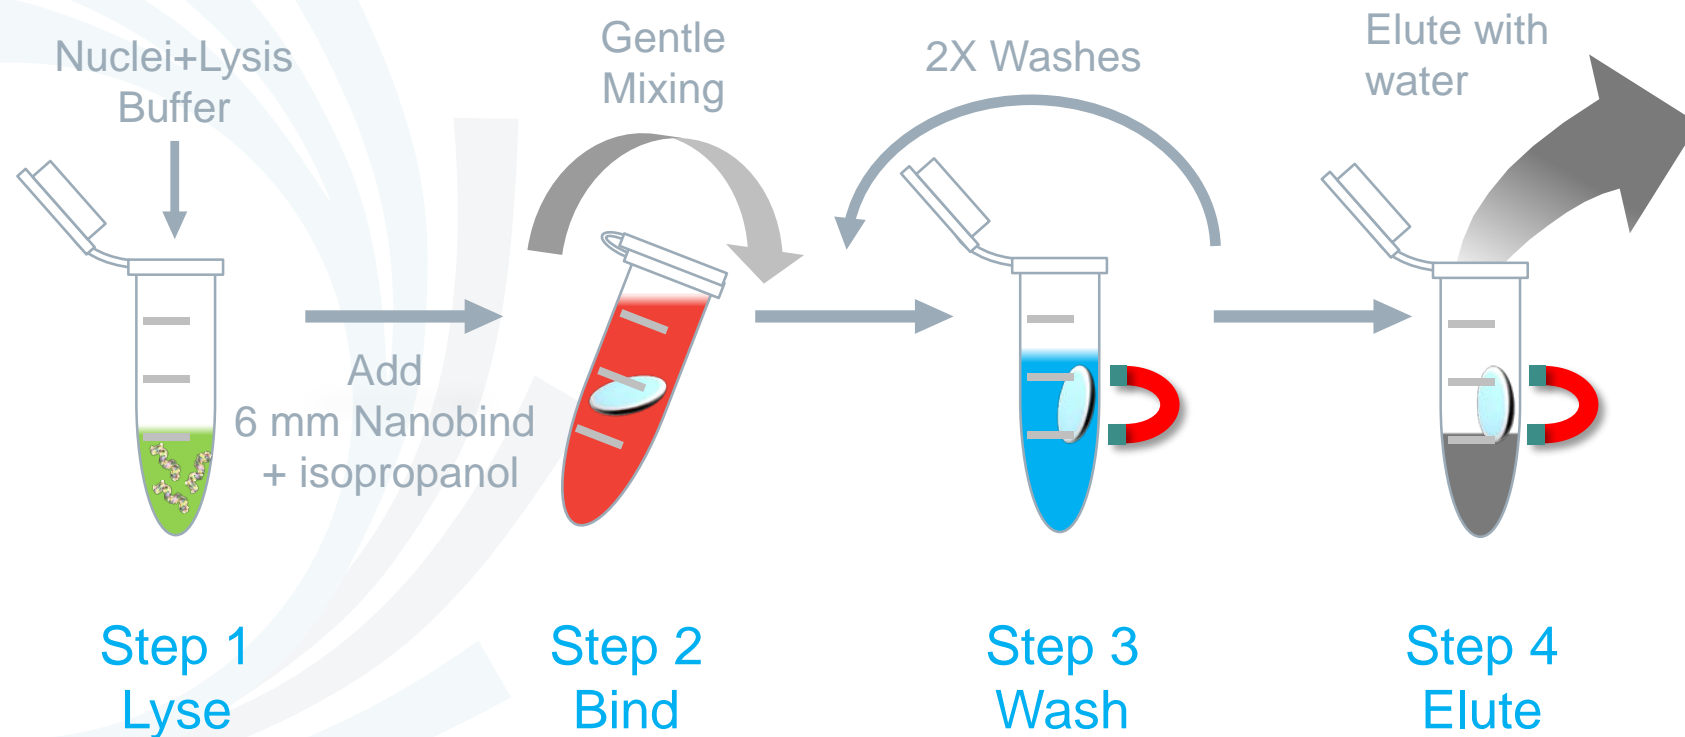 Nuclei+Lysis
Buffer
Gentle
Mixing
2X Washes
Elute with
water
Add
6 mm Nanobind
+ isopropanol
Step 1
Lyse
Step 2
Bind
Step 3
Wash
Step 4
Elute